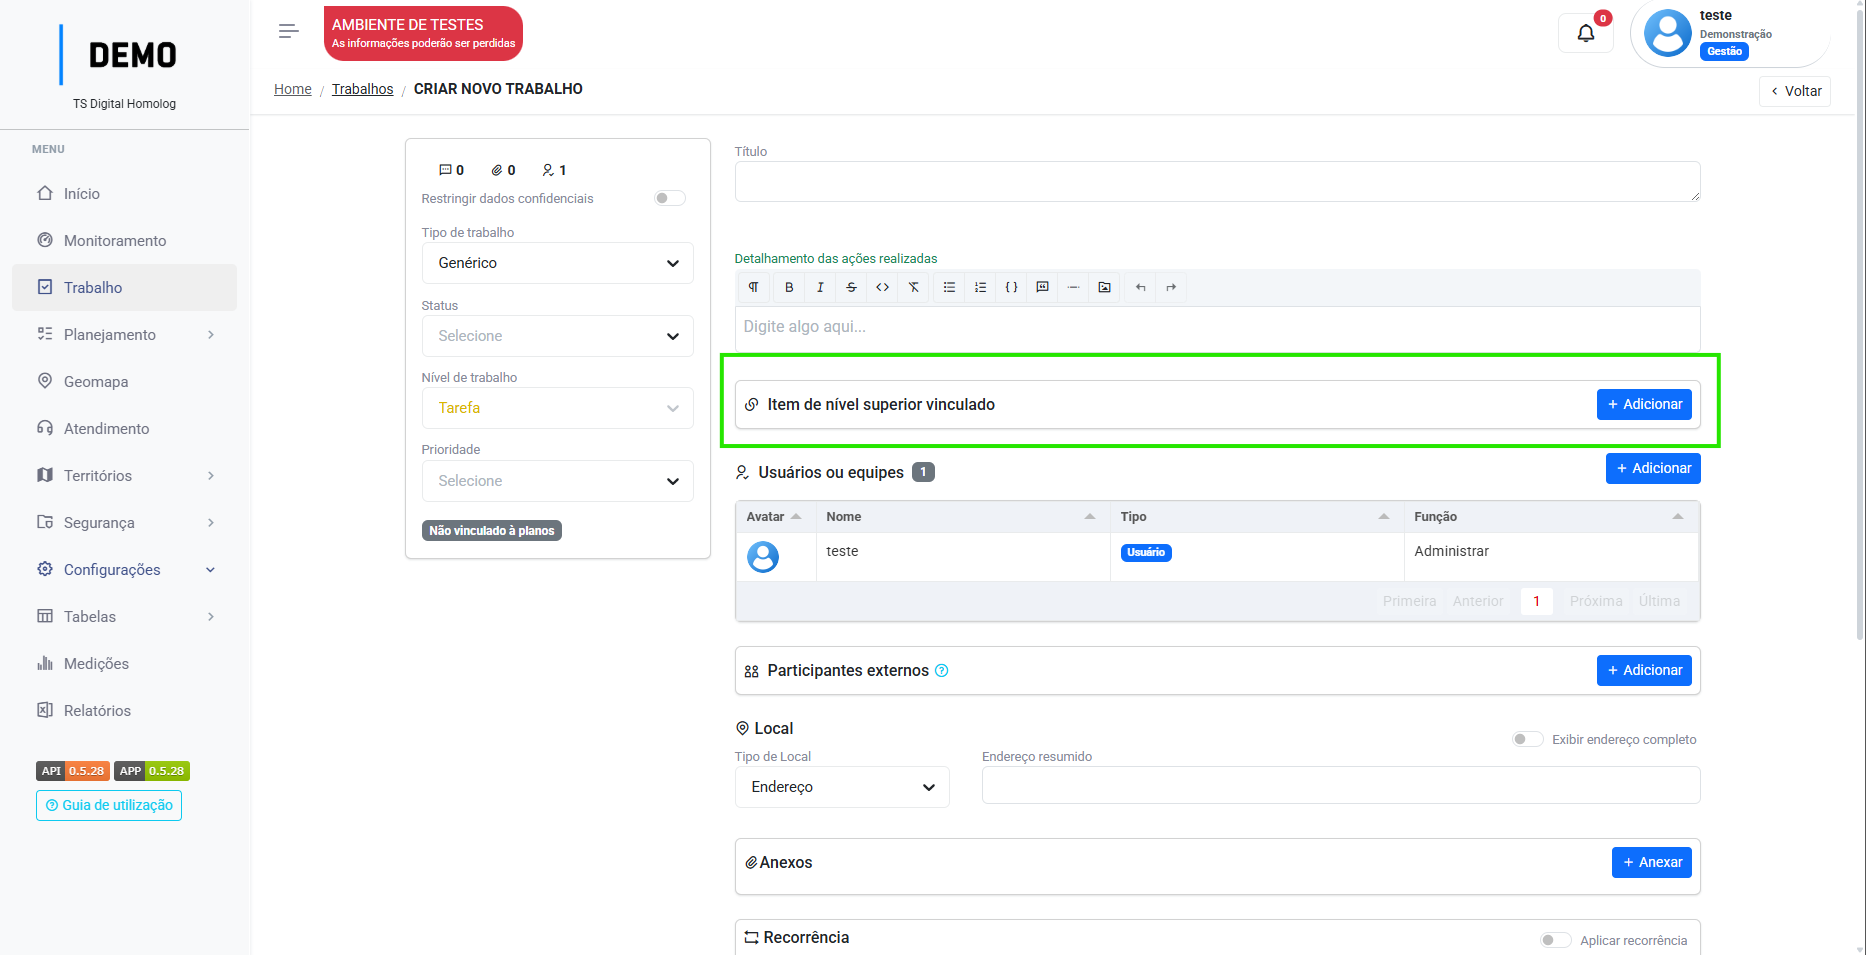 DEMO
TS Digital Homolog
MENU
Início
Monitoramento
Trabalho
Planejamento
Geomapa
Atendimento
Territórios
Segurança
Configurações
Tabelas
Medições
Relatórios
API 0.5.28 APP 0.5.28
Guia de utilização
AMBIENTE DE TESTES
As informações poderão ser perdidas
0
teste
Demonstração
Gestão
Home / Trabalhos / CRIAR NOVO TRABALHO
Voltar
0 0 1
Restringir dados confidenciais
Tipo de trabalho
Genérico
Status
Selecione
Nível de trabalho
Tarefa
Prioridade
Selecione
Não vinculado à planos
Título
Detalhamento das ações realizadas
Digite algo aqui...
Item de nível superior vinculado
+ Adicionar
Usuários ou equipes 1
+ Adicionar
Avatar Nome Tipo Função
teste Usuário Administrar
Primeira Anterior 1 Próxima Última
Participantes externos
+ Adicionar
Local
Exibir endereço completo
Tipo de Local
Endereço resumido
Endereço
Anexos
+ Anexar
Recorrência
Aplicar recorrência